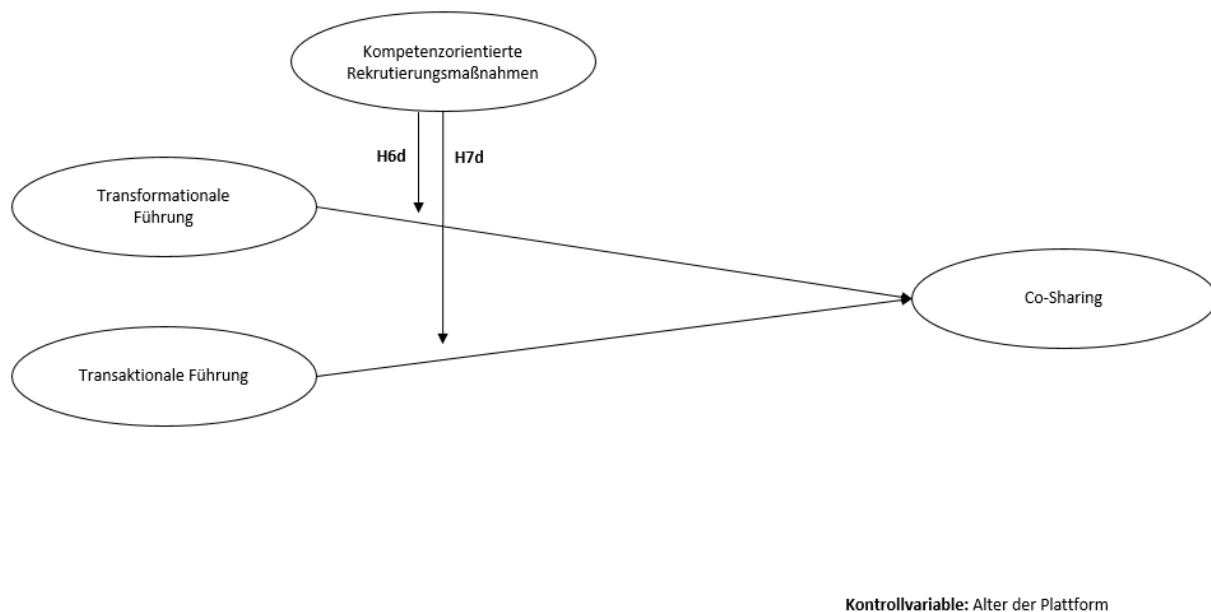 Kompetenzorientierte
Rekrutierungsmaßnahmen
H6d
H7d
Transformationale
Führung
Co-Sharing
Transaktionale Führung
Kontrollvariable: Alter der Plattform